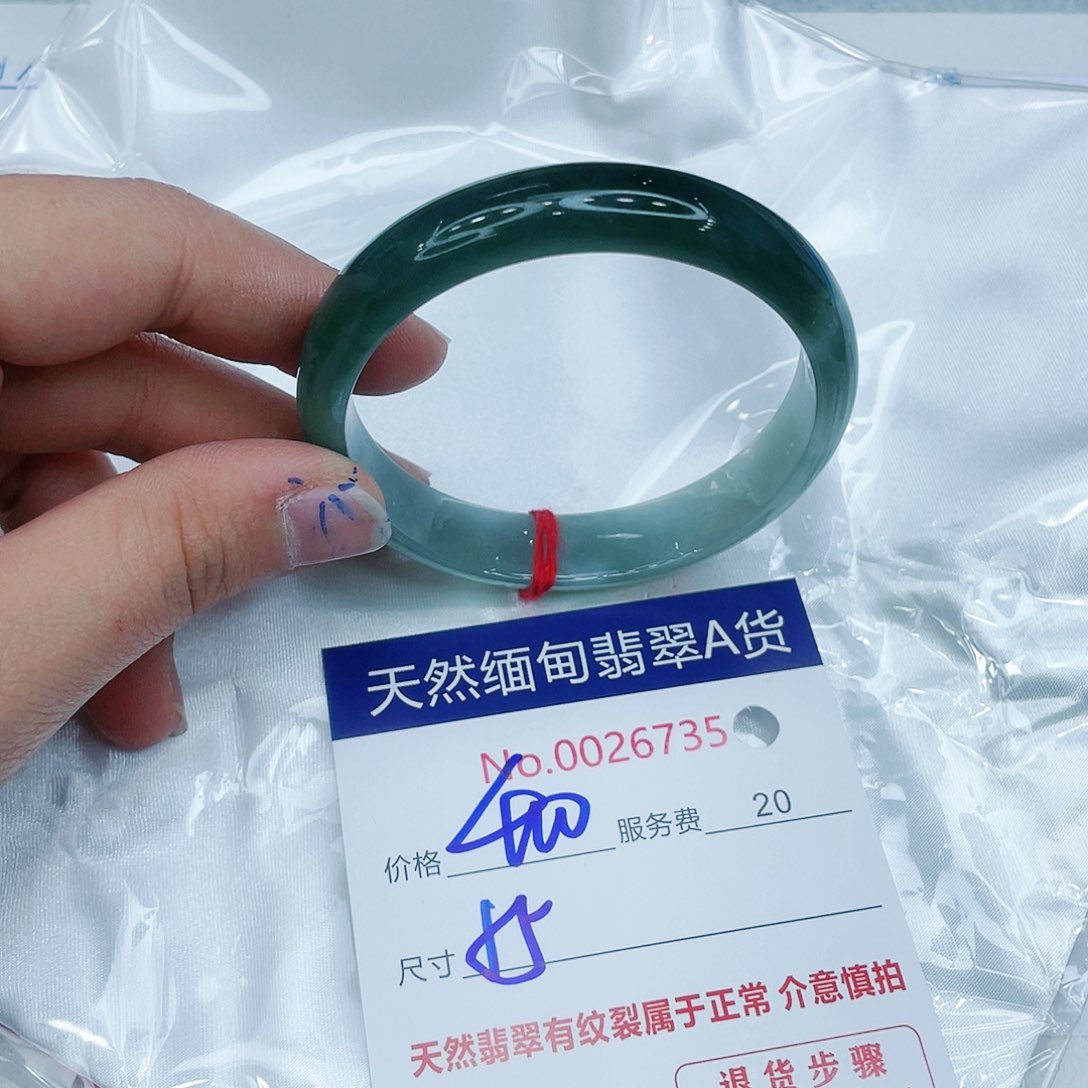 天然缅甸翡翠A货
No.0026735
价格 400 服务费 20
尺寸
天然翡翠有纹裂属于正常 介意慎拍
退货步骤